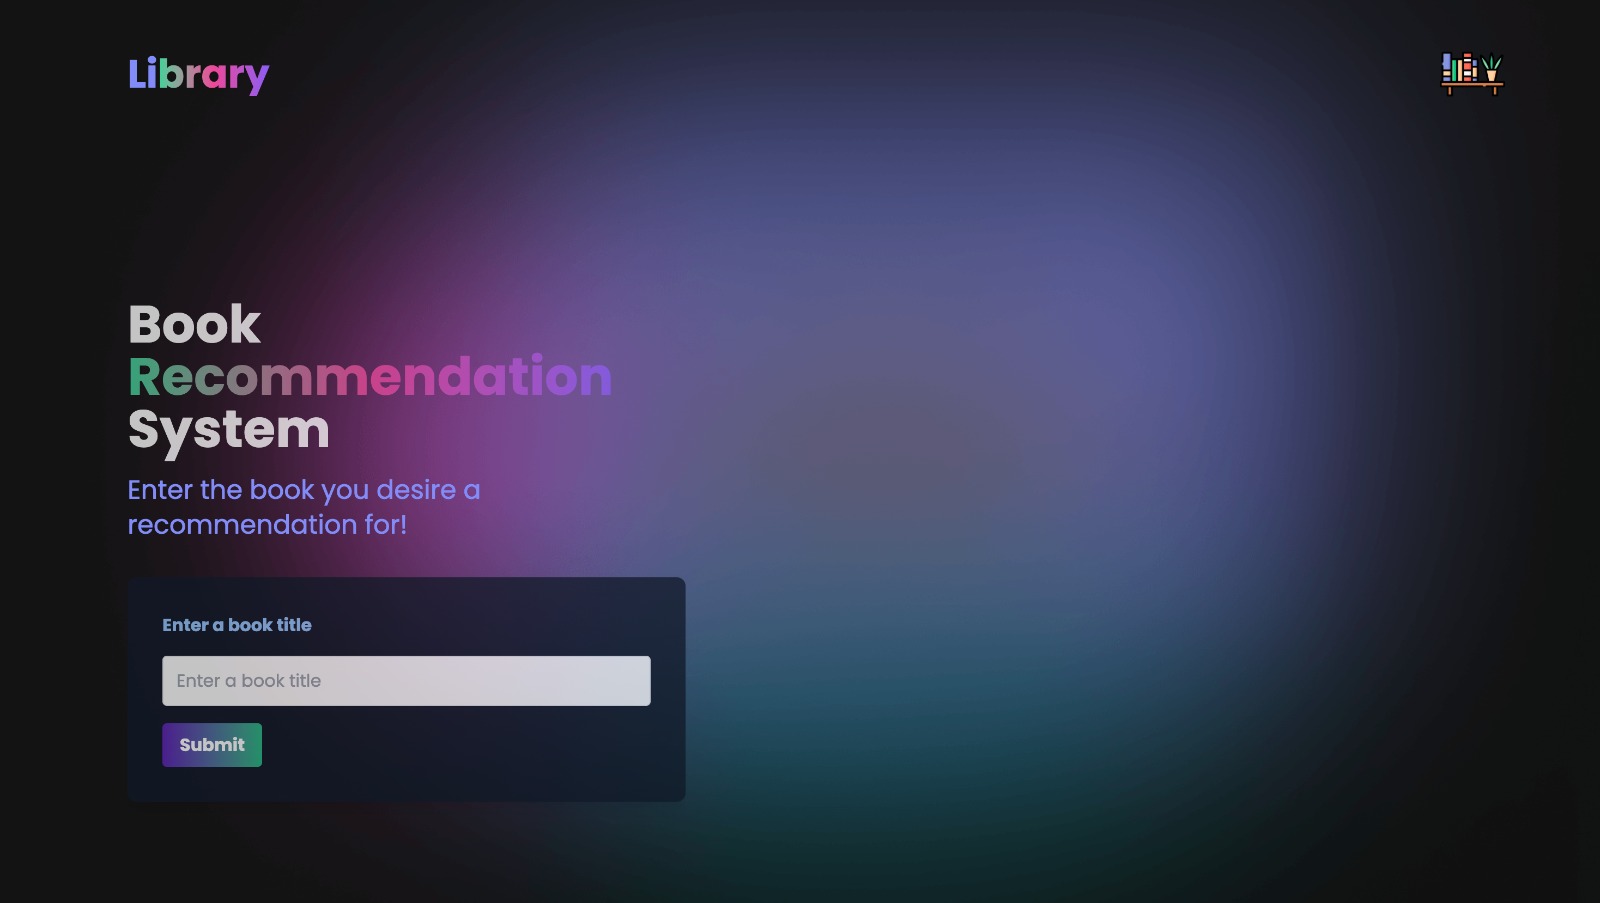 Library
Book
Recommendation
System
Enter the book you desire a
recommendation for!
Enter a book title
Enter a book title
Submit